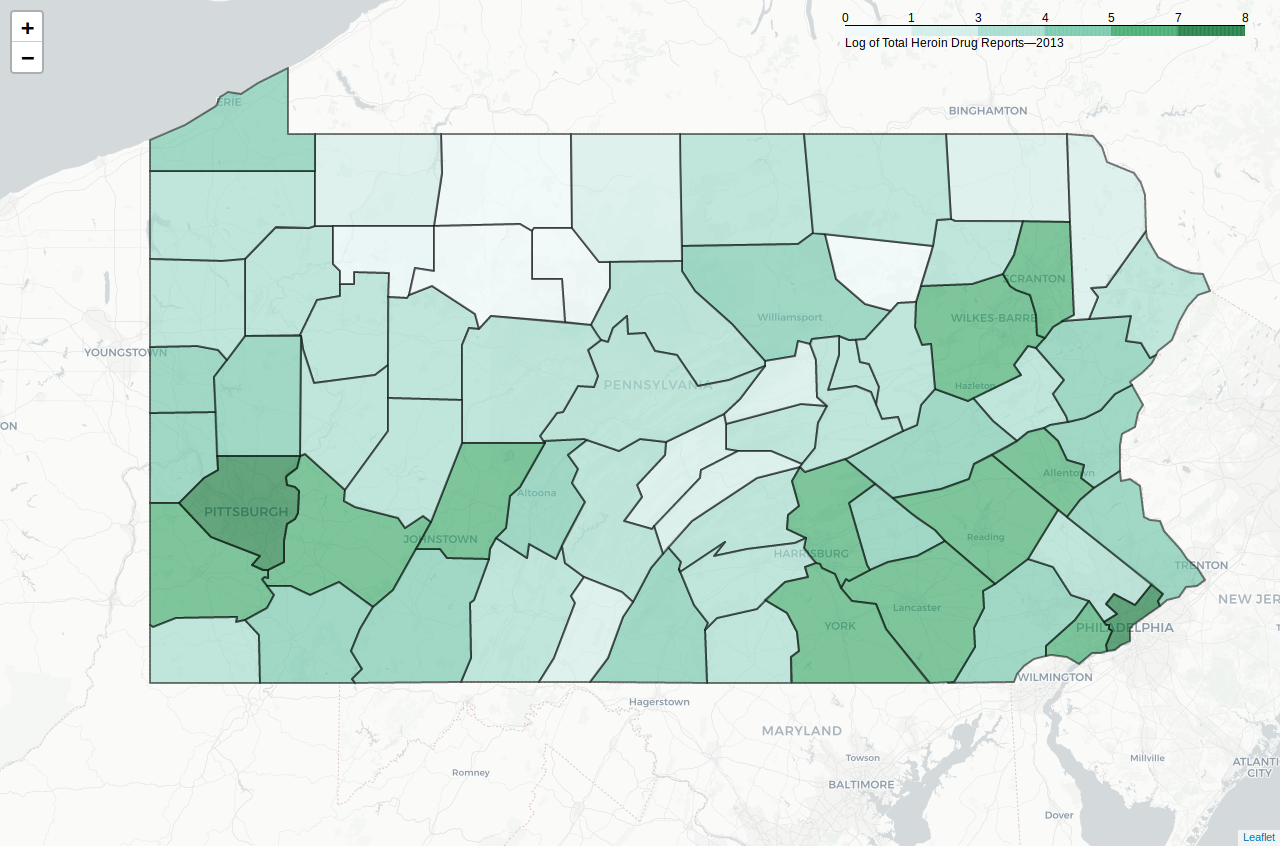 +
−
0 1 3 4 5 7 8
Log of Total Heroin Drug Reports—2013
ERIE
BINGHAMTON
SCRANTON
Williamsport
WILKES-BARRE
YOUNGSTOWN
PENNSYLVANIA
Hazleton
ON
Allentown
Altoona
PITTSBURGH
JOHNSTOWN
Reading
HARRISBURG
TRENTON
NEW JER
Lancaster
YORK
PHILADELPHIA
T
WILMINGTON
Hagerstown
MARYLAND
Towson
Millville
ATLANTI
CITY
Romney
BALTIMORE
Dover
Leaflet